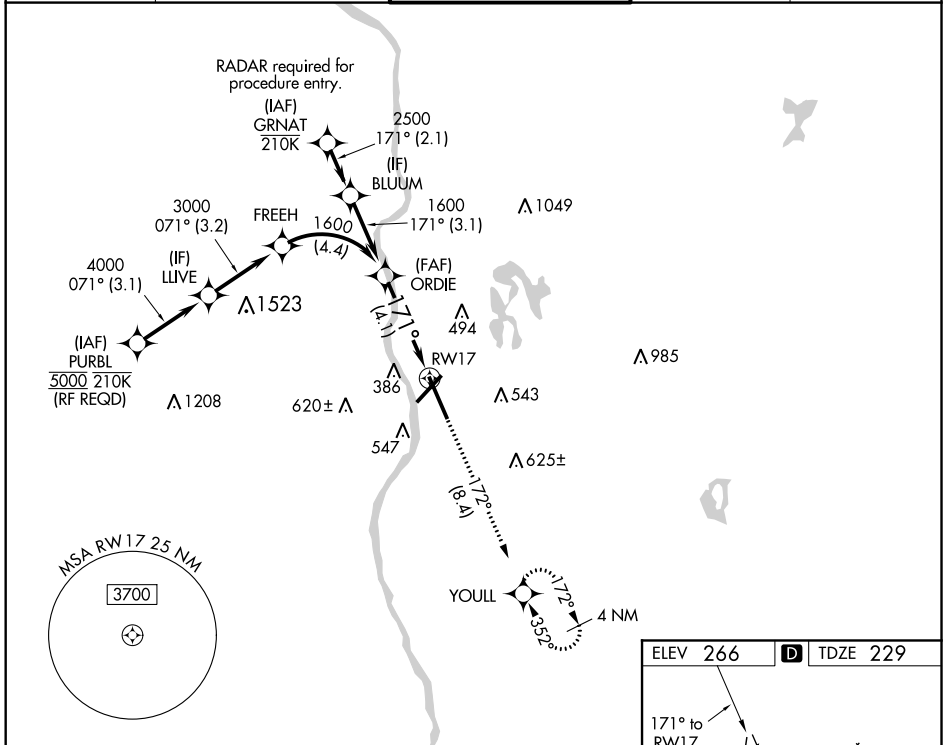 RADAR required for
procedure entry.
(IAF)
GRNAT
210K
2500
171° (2.1)
(IF)
BLUUM
1600
171° (3.1)
1049
3000
071° (3.2)
FREEH
1600
(4.4)
(IF)
LLIVE
4000
071° (3.1)
(FAF)
ORDIE
1523
171°
(4.1)
494
(IAF)
PURBL
5000 210K
(RF REQD)
RW17
985
386
1208
620±
543
547
625±
172°
(8.4)
MSA RW17 25 NM
3700
YOULL
172°
352°
4 NM
ELEV 266 D TDZE 229
171° to
RW17